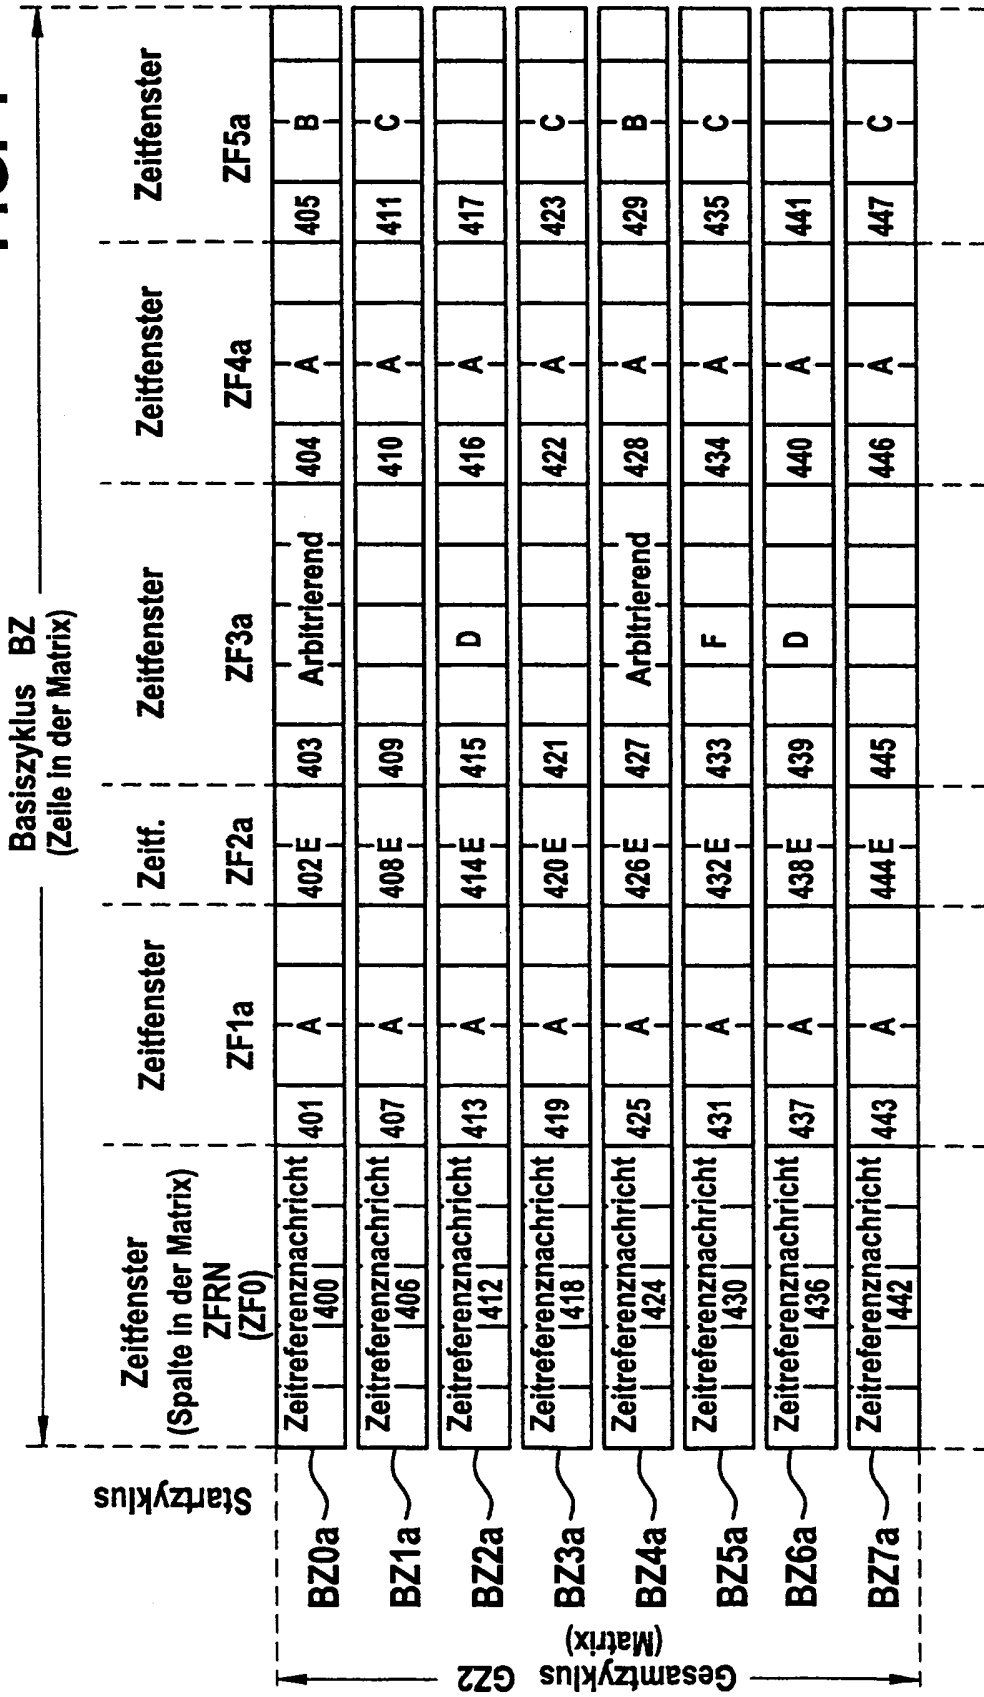 Basiszyklus BZ
(Zeile in der Matrix)
Startzyklus
Zeitfenster
(Spalte in der Matrix)
ZFRN
(ZF0)
Zeitfenster
ZF1a
Zeitf.
ZF2a
Zeitfenster
ZF3a
Zeitfenster
ZF4a
Zeitfenster
ZF5a
BZ0a Zeitreferenznachricht 400 401 A 402 E 403 Arbitrierend 404 A 405 B
BZ1a Zeitreferenznachricht 406 407 A 408 E 409 410 A 411 C
BZ2a Zeitreferenznachricht 412 413 A 414 E 415 D 416 A 417
BZ3a Zeitreferenznachricht 418 419 A 420 E 421 422 A 423 C
BZ4a Zeitreferenznachricht 424 425 A 426 E 427 Arbitrierend 428 A 429 B
BZ5a Zeitreferenznachricht 430 431 A 432 E 433 F 434 A 435 C
BZ6a Zeitreferenznachricht 436 437 A 438 E 439 D 440 A 441
BZ7a Zeitreferenznachricht 442 443 A 444 E 445 446 A 447 C
Gesamtzyklus GZ2
(Matrix)